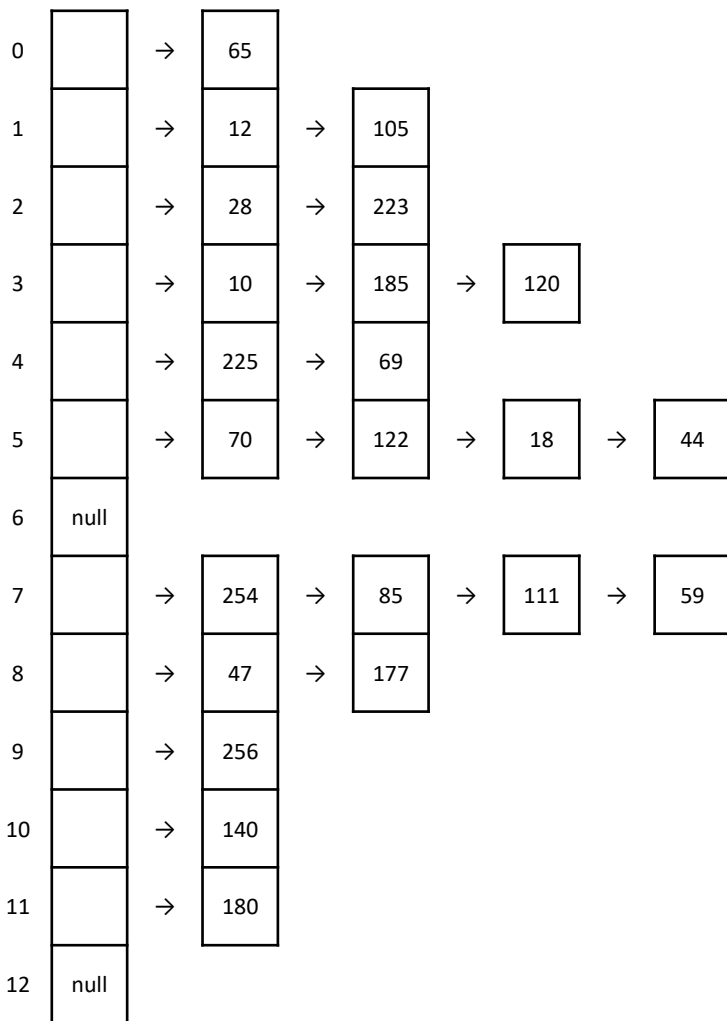 0 → 65
1 → 12 → 105
2 → 28 → 223
3 → 10 → 185 → 120
4 → 225 → 69
5 → 70 → 122 → 18 → 44
6 null
7 → 254 → 85 → 111 → 59
8 → 47 → 177
9 → 256
10 → 140
11 → 180
12 null